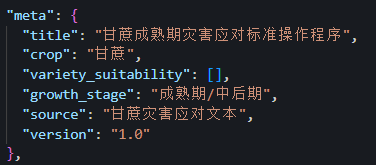 "meta": {
"title": "甘蔗成熟期灾害应对标准操作程序",
"crop": "甘蔗",
"variety_suitability": [],
"growth_stage": "成熟期/中后期",
"source": "甘蔗灾害应对文本",
"version": "1.0"
},